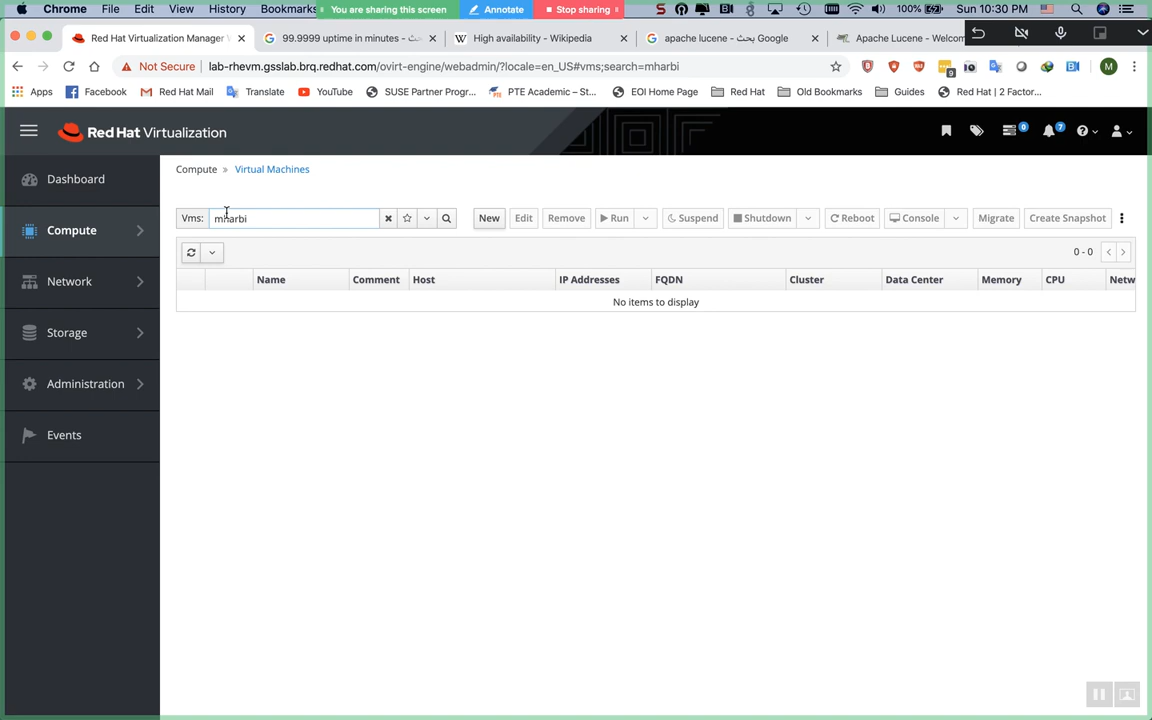 Chrome File Edit View History Bookmarks You are sharing this screen Annotate Stop sharing 100% Sun 10:30 PM
Red Hat Virtualization Manager 99.9999 uptime in minutes - High availability - Wikipedia apache lucene - بحث Google Apache Lucene - Welcom
Not Secure lab-rhevm.gsslab.brq.redhat.com/ovirt-engine/webadmin/?locale=en_US#vms;search=mharbi 9 M
Apps Facebook Red Hat Mail Translate YouTube SUSE Partner Progr... PTE Academic – St... EOI Home Page Red Hat Old Bookmarks Guides Red Hat | 2 Factor...
Red Hat Virtualization 0 7
Dashboard
Compute
Network
Storage
Administration
Events
Compute » Virtual Machines
Vms: mharbi New Edit Remove Run Suspend Shutdown Reboot Console Migrate Create Snapshot
0 - 0
Name Comment Host IP Addresses FQDN Cluster Data Center Memory CPU Netw
No items to display